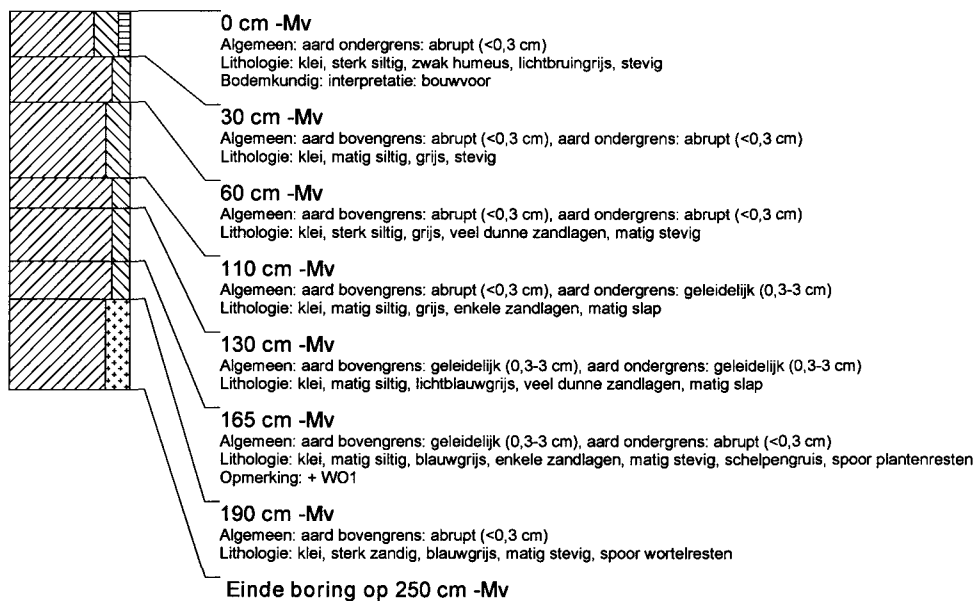 0 cm -Mv
Algemeen: aard ondergrens: abrupt (<0,3 cm)
Lithologie: klei, sterk siltig, zwak humeus, lichtbruingrijs, stevig
Bodemkundig: interpretatie: bouwvoor
30 cm -Mv
Algemeen: aard bovengrens: abrupt (<0,3 cm), aard ondergrens: abrupt (<0,3 cm)
Lithologie: klei, matig siltig, grijs, stevig
60 cm -Mv
Algemeen: aard bovengrens: abrupt (<0,3 cm), aard ondergrens: abrupt (<0,3 cm)
Lithologie: klei, sterk siltig, grijs, veel dunne zandlagen, matig stevig
110 cm -Mv
Algemeen: aard bovengrens: abrupt (<0,3 cm), aard ondergrens: geleidelijk (0,3-3 cm)
Lithologie: klei, matig siltig, grijs, enkele zandlagen, matig slap
130 cm -Mv
Algemeen: aard bovengrens: geleidelijk (0,3-3 cm), aard ondergrens: geleidelijk (0,3-3 cm)
Lithologie: klei, matig siltig, lichtblauwgrijs, veel dunne zandlagen, matig slap
165 cm -Mv
Algemeen: aard bovengrens: geleidelijk (0,3-3 cm), aard ondergrens: abrupt (<0,3 cm)
Lithologie: klei, matig siltig, blauwgrijs, enkele zandlagen, matig stevig, schelpengruis, spoor plantenresten
Opmerking: + WO1
190 cm -Mv
Algemeen: aard bovengrens: abrupt (<0,3 cm)
Lithologie: klei, sterk zandig, blauwgrijs, matig stevig, spoor wortelresten
Einde boring op 250 cm -Mv